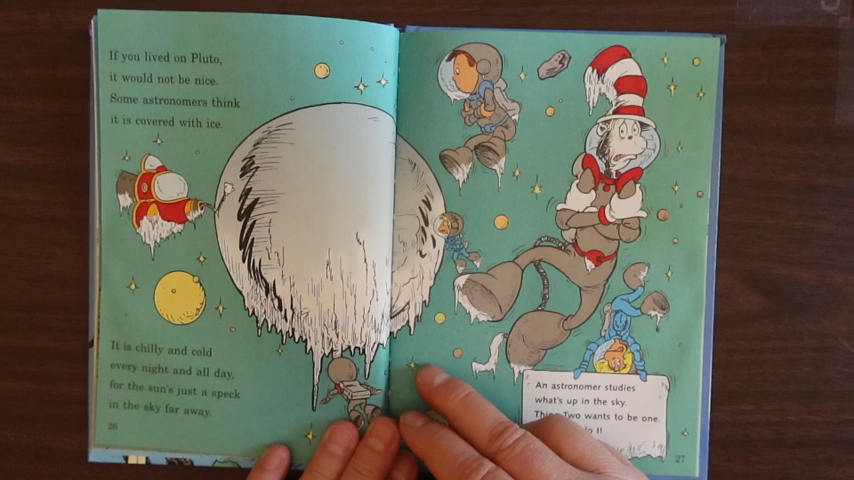 If you lived on Pluto,
it would not be nice.
Some astronomers think
it is covered with ice.
It is chilly and cold
every night and all day,
for the sun's just a speck
in the sky far away.
26
An astronomer studies
what's up in the sky.
Thing Two wants to be one.
I!
27